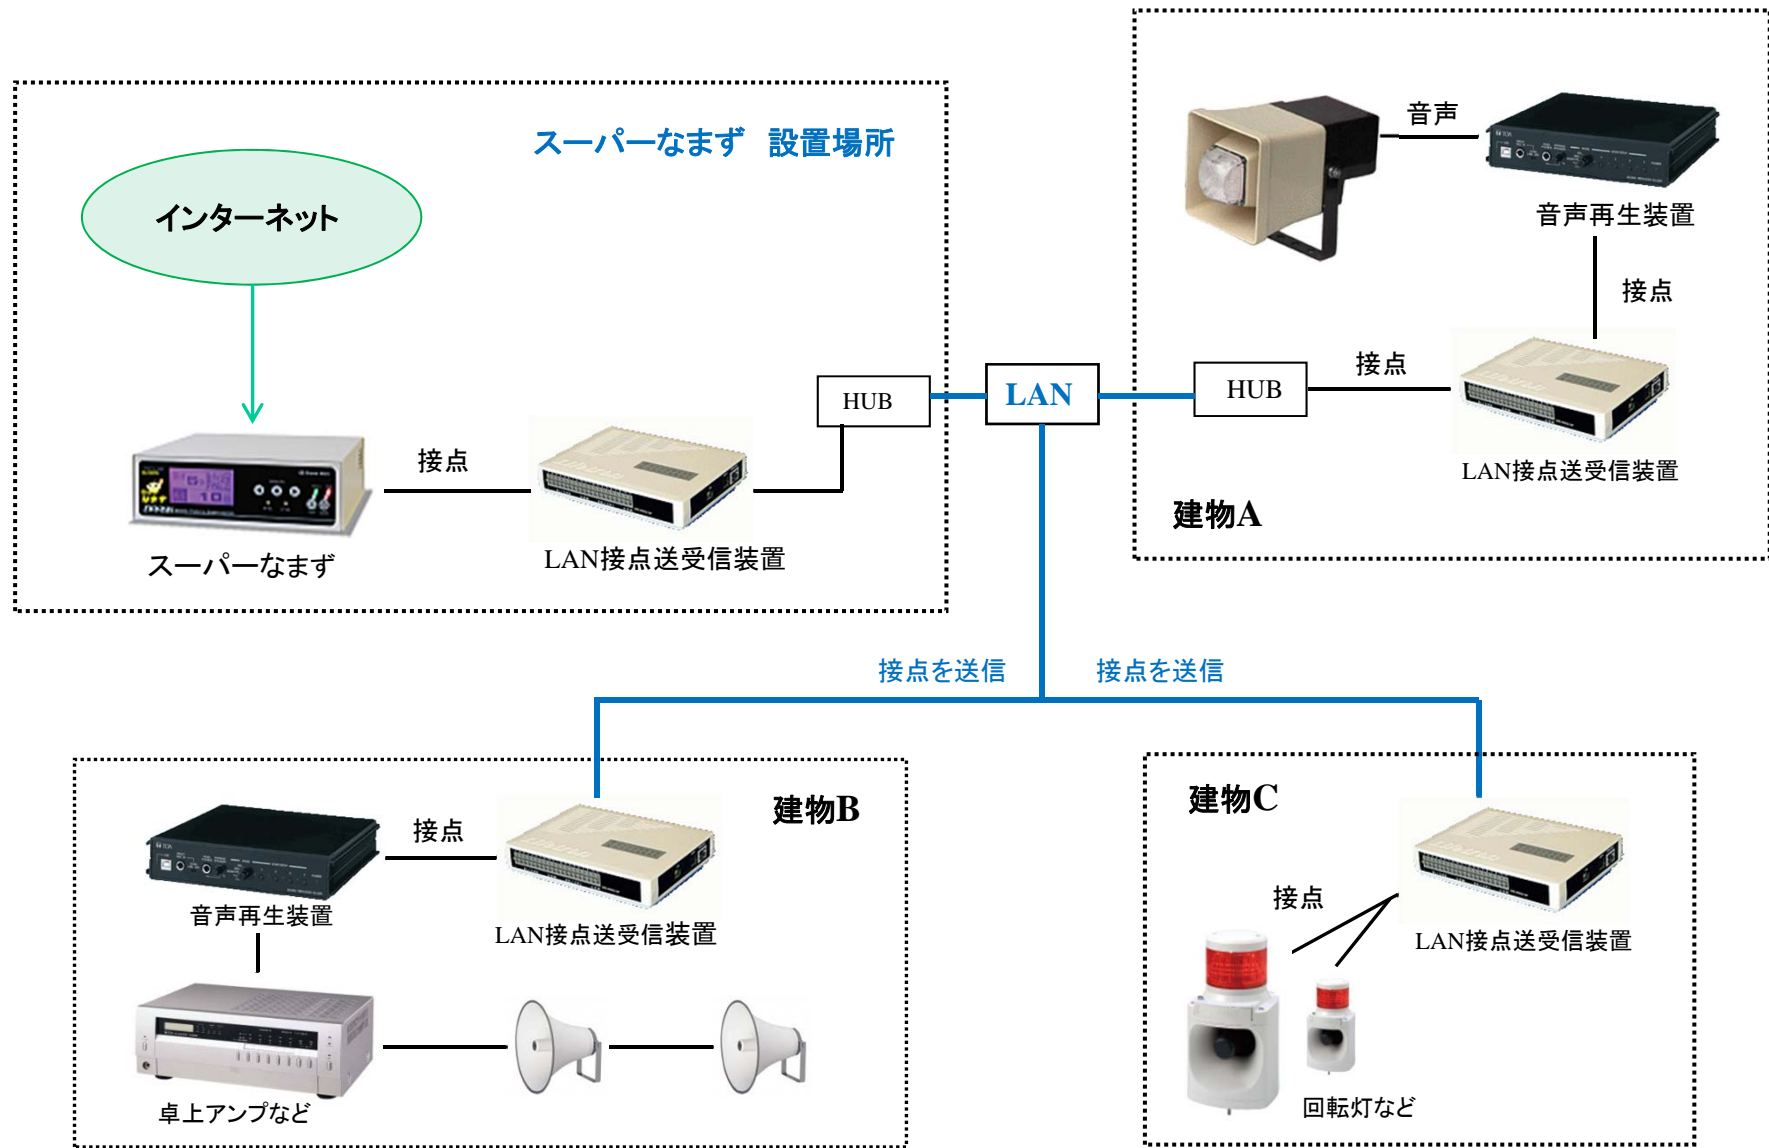 スーパーなまず 設置場所
インターネット
接点
HUB
スーパーなまず
LAN接点送受信装置
LAN
音声
TOA
音声再生装置
接点
HUB
接点
LAN接点送受信装置
建物A
接点を送信
接点を送信
建物B
接点
TOA
音声再生装置
LAN接点送受信装置
卓上アンプなど
建物C
接点
LAN接点送受信装置
回転灯など